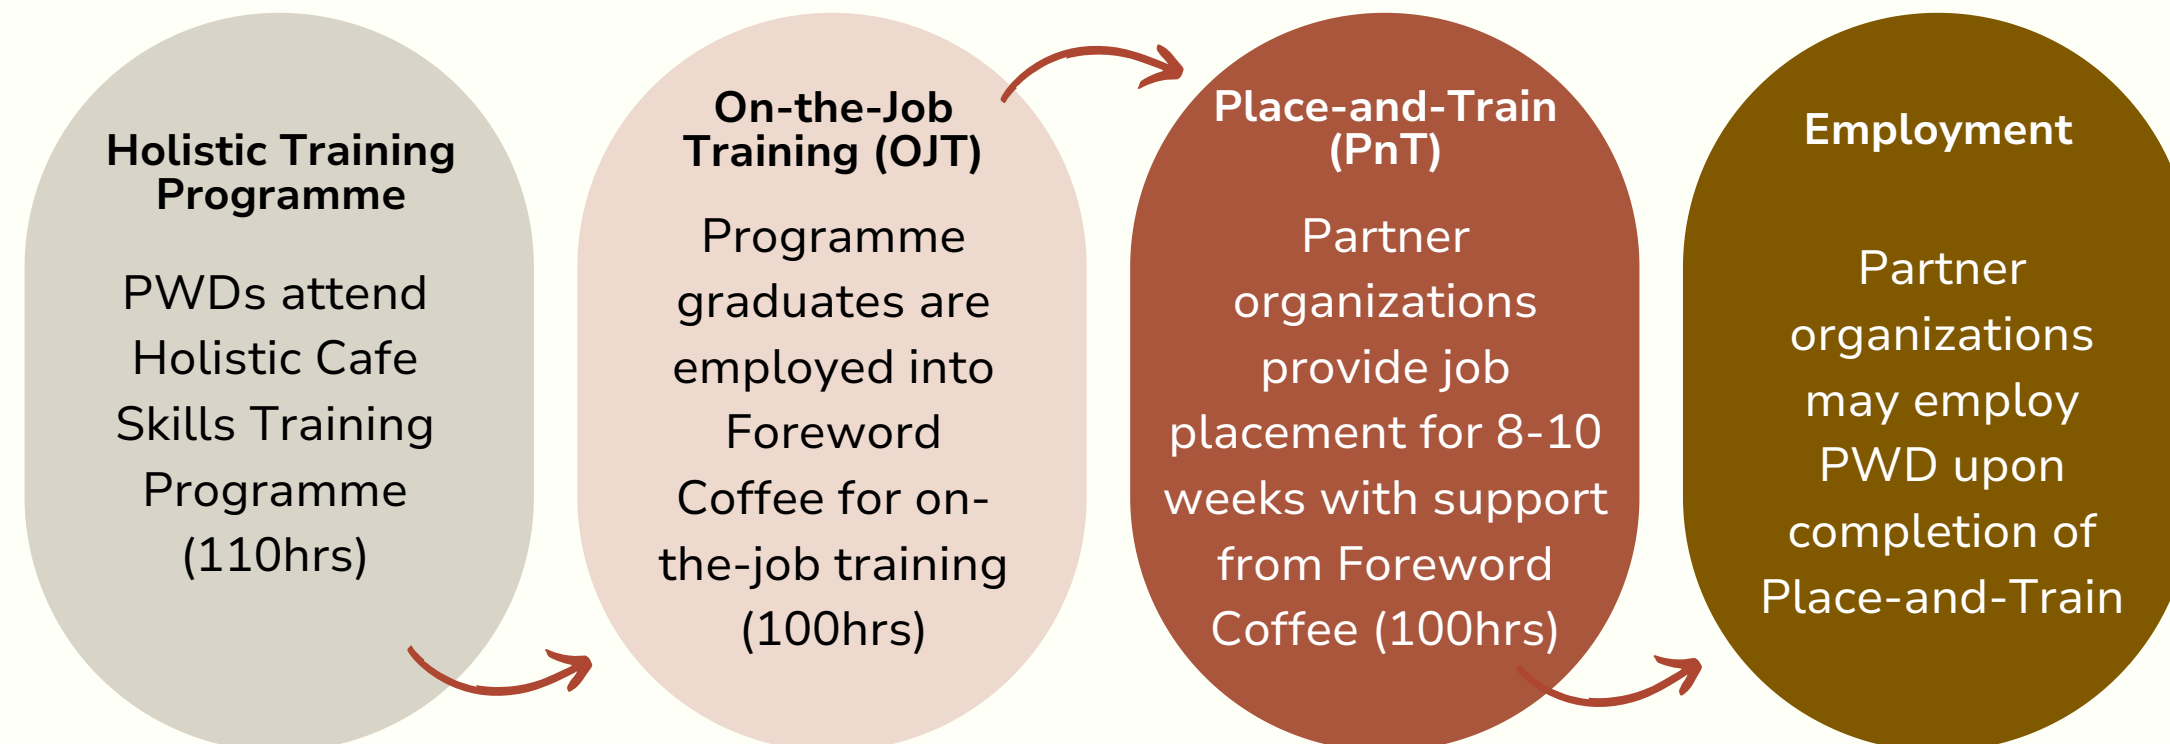 Holistic Training
Programme
PWDs attend
Holistic Cafe
Skills Training
Programme
(110hrs)
On-the-Job
Training (OJT)
Programme
graduates are
employed into
Foreword
Coffee for on-
the-job training
(100hrs)
Place-and-Train
(PnT)
Partner
organizations
provide job
placement for 8-10
weeks with support
from Foreword
Coffee (100hrs)
Employment
Partner
organizations
may employ
PWD upon
completion of
Place-and-Train